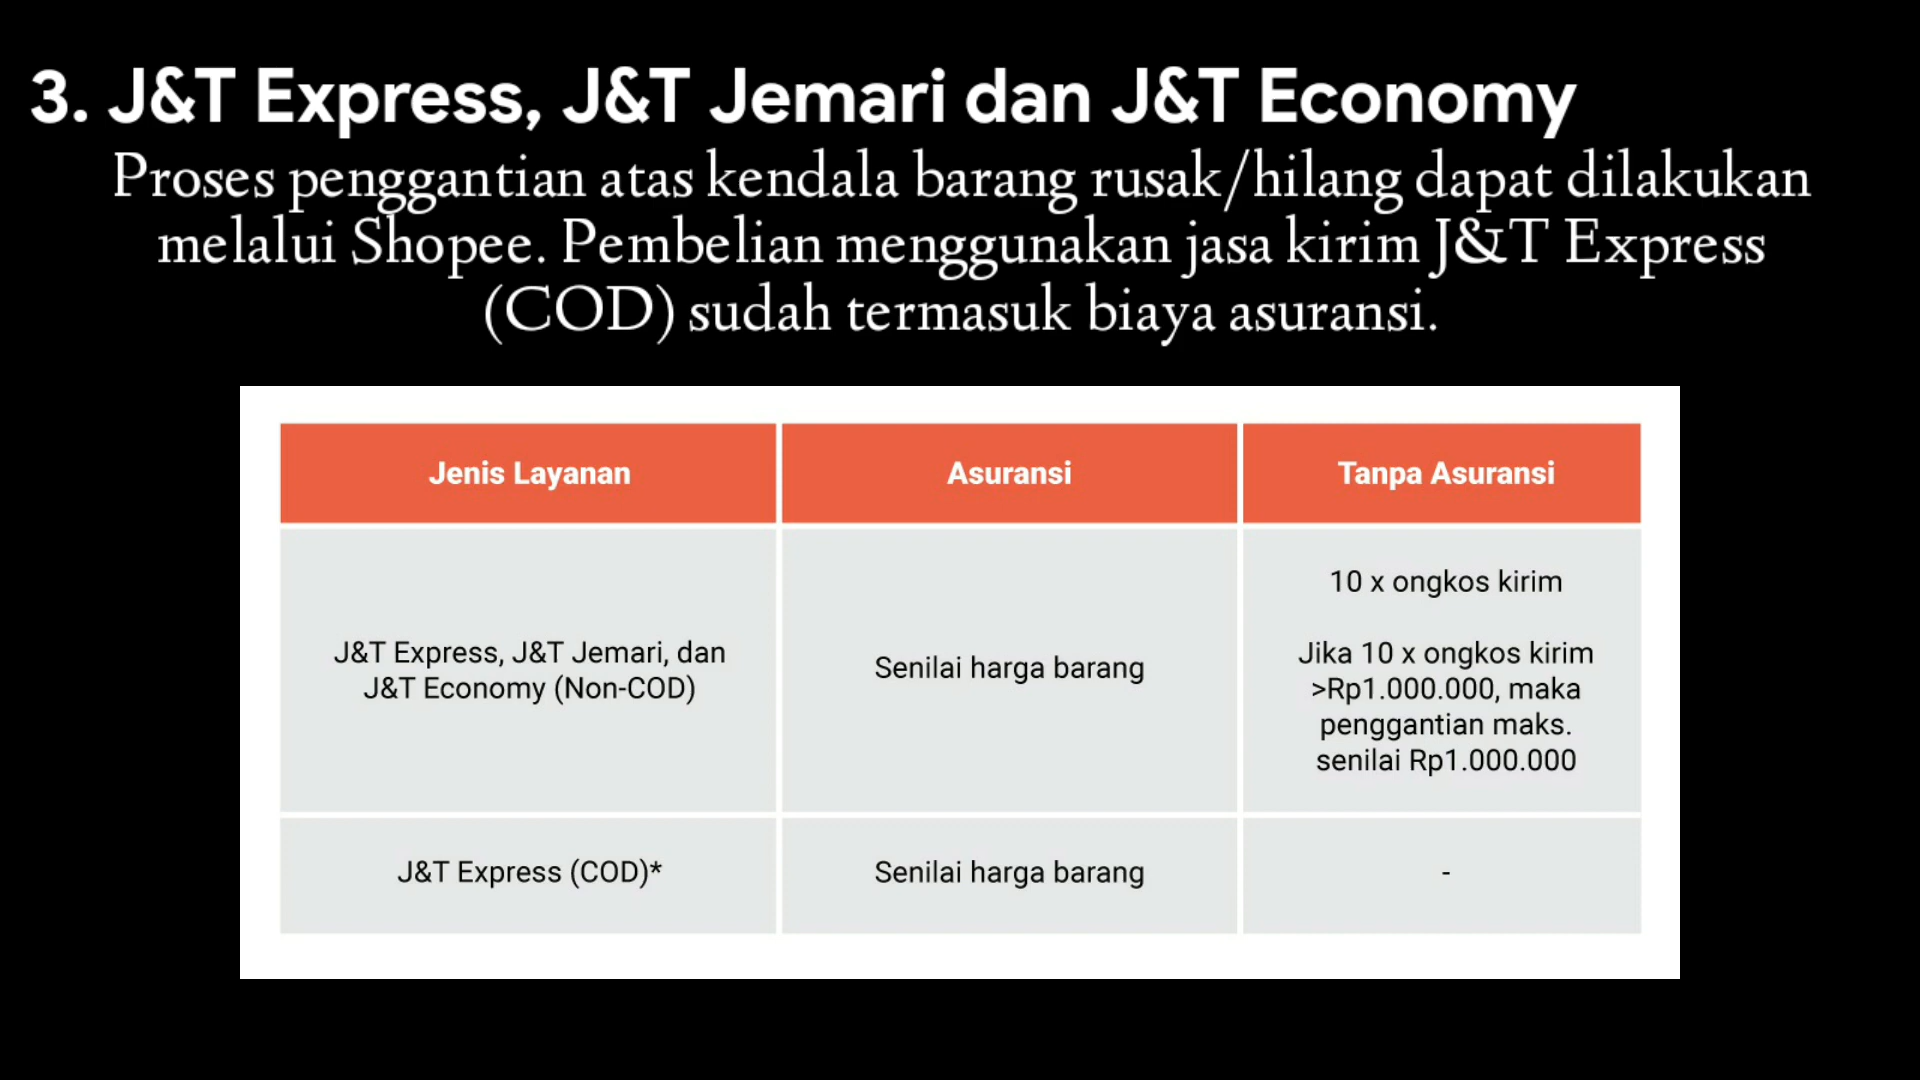 3. J&T Express, J&T Jemari dan J&T Economy
Proses penggantian atas kendala barang rusak/hilang dapat dilakukan
melalui Shopee. Pembelian menggunakan jasa kirim J&T Express
(COD) sudah termasuk biaya asuransi.
Jenis Layanan
Asuransi
Tanpa Asuransi
J&T Express, J&T Jemari, dan
J&T Economy (Non-COD)
Senilai harga barang
10 x ongkos kirim
Jika 10 x ongkos kirim
>Rp1.000.000, maka
penggantian maks.
senilai Rp1.000.000
J&T Express (COD)*
Senilai harga barang
-